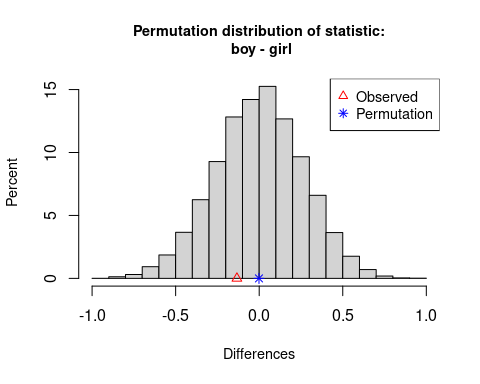 Permutation distribution of statistic:
boy - girl
Observed
Permutation
Percent
15
10
5
0
-1.0 -0.5 0.0 0.5 1.0
Differences